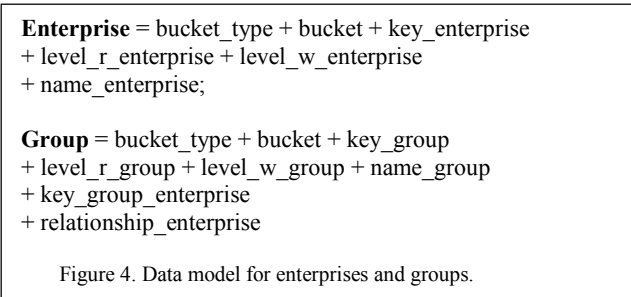 Enterprise = bucket_type + bucket + key_enterprise
+ level_r_enterprise + level_w_enterprise
+ name_enterprise;
Group = bucket_type + bucket + key_group
+ level_r_group + level_w_group + name_group
+ key_group_enterprise
+ relationship_enterprise
Figure 4. Data model for enterprises and groups.